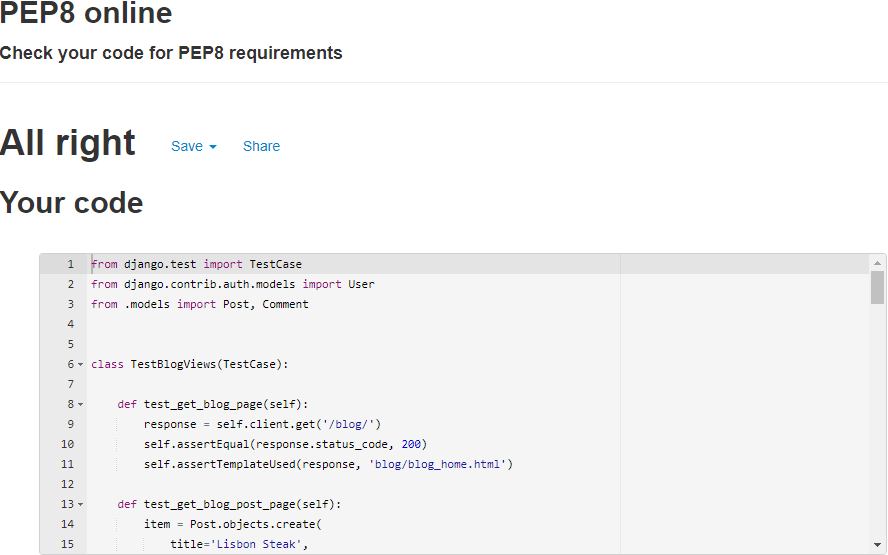 PEP8 online
Check your code for PEP8 requirements
All right Save Share
Your code
1 from django.test import TestCase
2 from django.contrib.auth.models import User
3 from .models import Post, Comment
4
5
6 class TestBlogViews(TestCase):
7
8 def test_get_blog_page(self):
9 response = self.client.get('/blog/')
10 self.assertEqual(response.status_code, 200)
11 self.assertTemplateUsed(response, 'blog/blog_home.html')
12
13 def test_get_blog_post_page(self):
14 item = Post.objects.create(
15 title='Lisbon Steak',